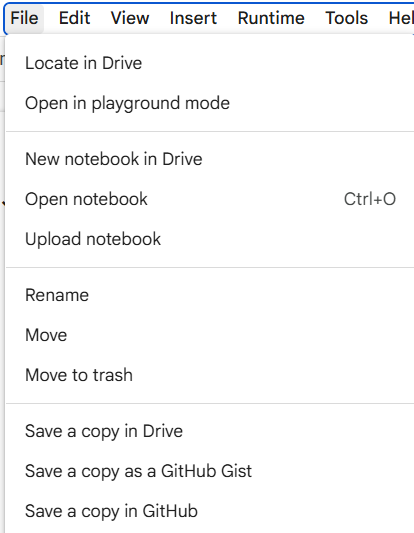 File Edit View Insert Runtime Tools
Locate in Drive
Open in playground mode
New notebook in Drive
Open notebook Ctrl+O
Upload notebook
Rename
Move
Move to trash
Save a copy in Drive
Save a copy as a GitHub Gist
Save a copy in GitHub